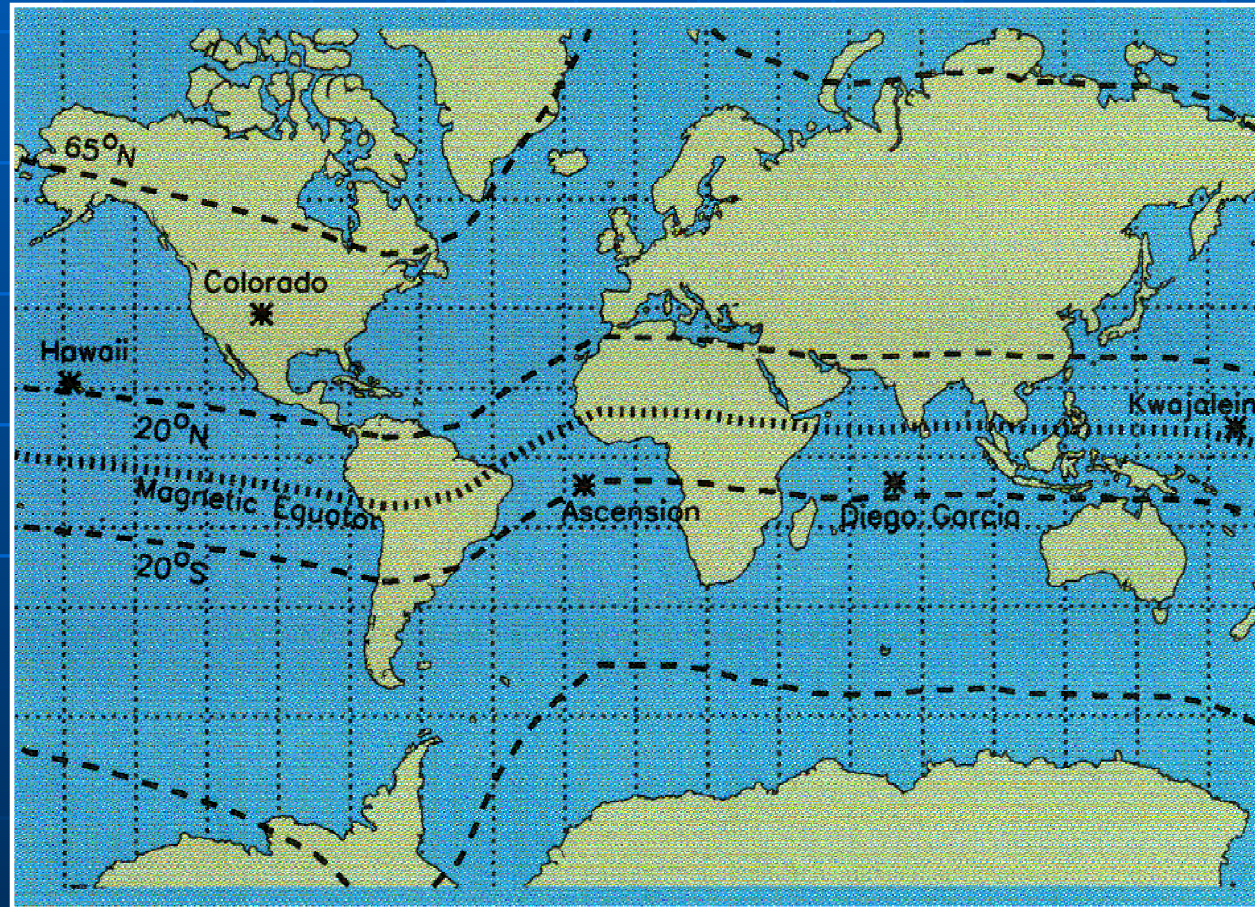 65°N
Colorado
Hawaii
20°N
Kwajalein
Magnetic Equator
Ascension
Diego Garcia
20°S